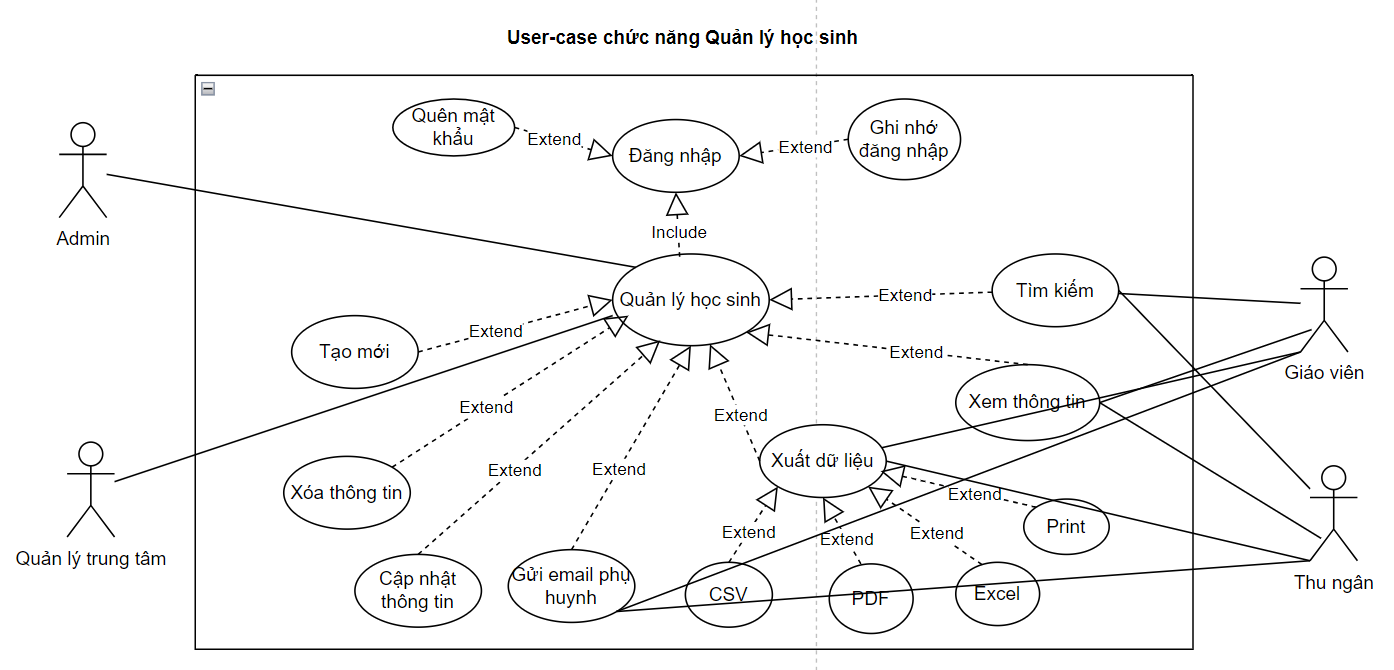 User-case chức năng Quản lý học sinh
Quên mật
khẩu
Extend
Đăng nhập
Extend
Ghi nhớ
đăng nhập
Admin
Include
Quản lý học sinh
Extend
Tìm kiếm
Extend
Tạo mới
Extend
Giáo viên
Xem thông tin
Extend
Extend
Xuất dữ liệu
Xóa thông tin
Extend
Extend
Extend
Print
Extend
Extend
Extend
Quản lý trung tâm
Cập nhật
thông tin
Gửi email phụ
huynh
CSV
PDF
Excel
Thu ngân